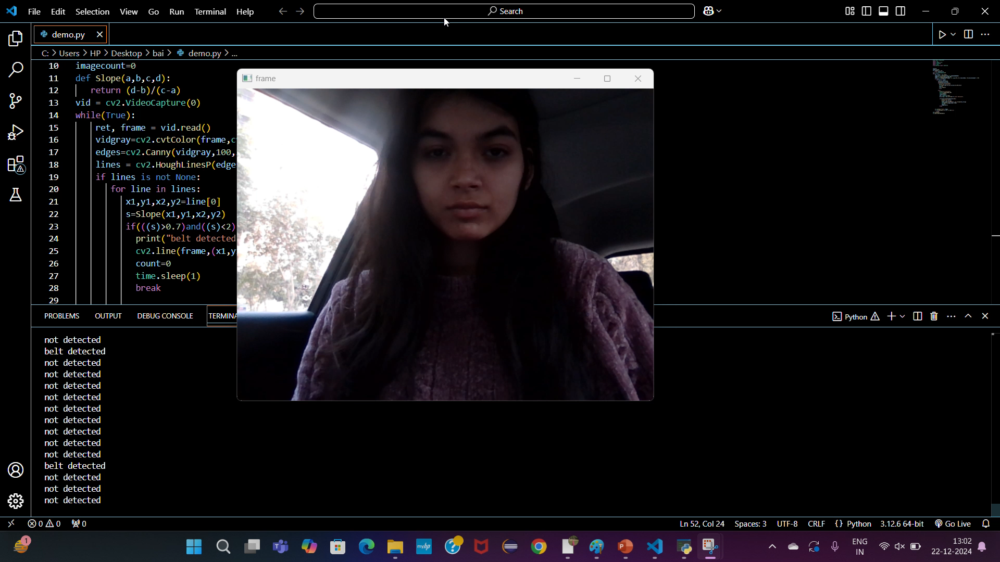 File Edit Selection View Go Run Terminal Help
Search
demo.py
C: > Users > HP > Desktop > bai > demo.py > ...
10 imagecount=0
11 def Slope(a,b,c,d):
12 return (d-b)/(c-a)
13 vid = cv2.VideoCapture(0)
14 while(True):
15 ret, frame = vid.read()
16 vidgray=cv2.cvtColor(frame,c
17 edges=cv2.Canny(vidgray,100,
18 lines = cv2.HoughLinesP(edge
19 if lines is not None:
20 for line in lines:
21 x1,y1,x2,y2=line[0]
22 s=Slope(x1,y1,x2,y2)
23 if(((s)>0.7)and((s)<2)
24 print("belt detected
25 cv2.line(frame,(x1,y
26 count=0
27 time.sleep(1)
28 break
29
frame
PROBLEMS OUTPUT DEBUG CONSOLE TERMINA
Python
not detected
belt detected
not detected
not detected
not detected
not detected
not detected
not detected
not detected
not detected
not detected
belt detected
not detected
not detected
not detected
0 0 0
Ln 52, Col 24 Spaces: 3 UTF-8 CRLF {} Python 3.12.6 64-bit Go Live
1
myhp
ENG
IN
13:02
22-12-2024